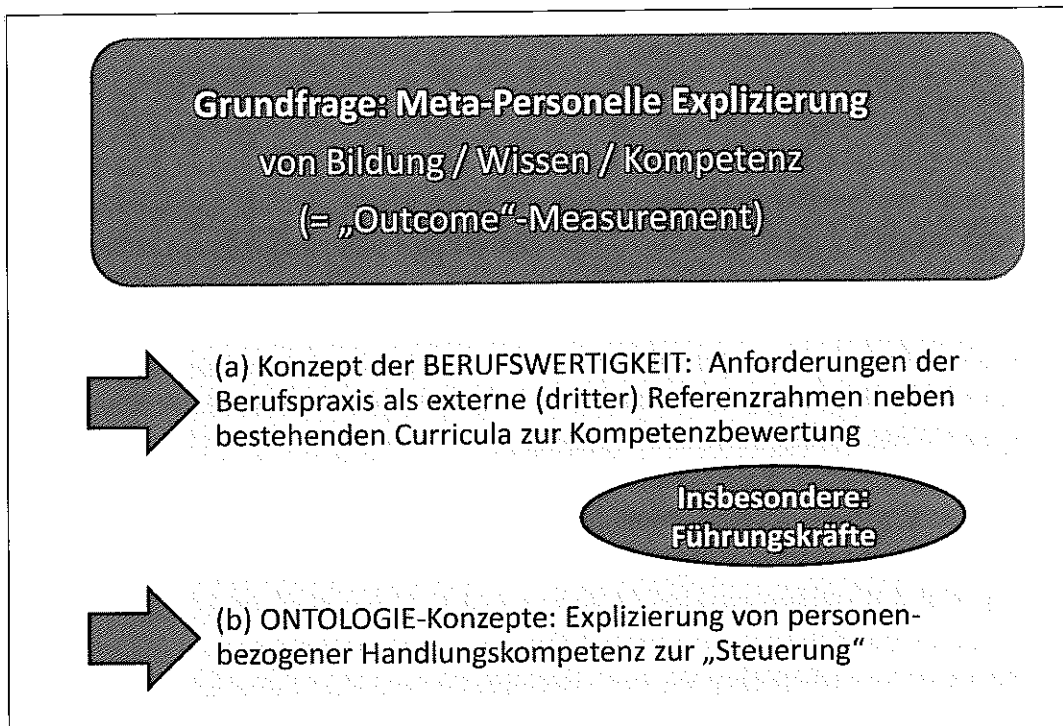 Grundfrage: Meta-Personelle Explizierung
von Bildung / Wissen / Kompetenz
(= „Outcome“-Measurement)
(a) Konzept der BERUFSWERTIGKEIT: Anforderungen der
Berufspraxis als externe (dritter) Referenzrahmen neben
bestehenden Curricula zur Kompetenzbewertung
Insbesondere:
Führungskräfte
(b) ONTOLOGIE-Konzepte: Explizierung von personen-
bezogener Handlungskompetenz zur „Steuerung“